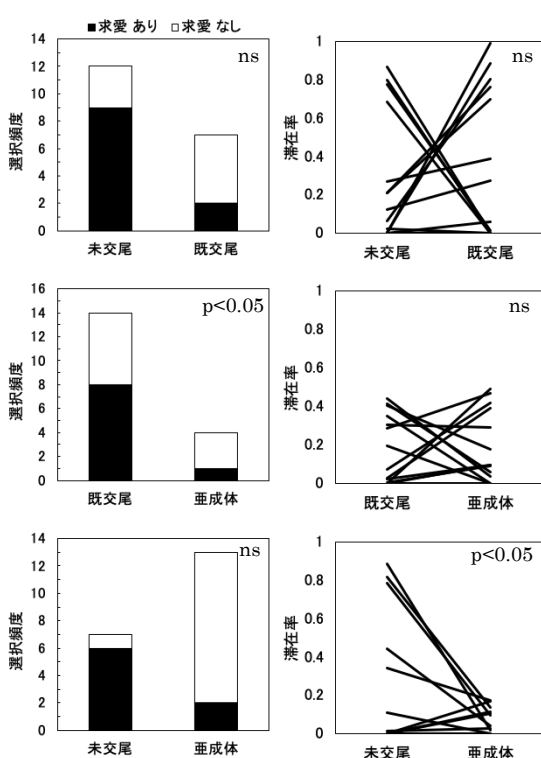 ■求愛 あり □求愛 なし
選択頻度
14
12
10
8
6
4
2
0
ns
未交尾 既交尾
滞在率
1
0.8
0.6
0.4
0.2
0
ns
未交尾 既交尾
選択頻度
16
14
12
10
8
6
4
2
0
p<0.05
既交尾 亜成体
滞在率
1
0.8
0.6
0.4
0.2
0
ns
既交尾 亜成体
選択頻度
14
12
10
8
6
4
2
0
ns
未交尾 亜成体
滞在率
1
0.8
0.6
0.4
0.2
0
p<0.05
未交尾 亜成体